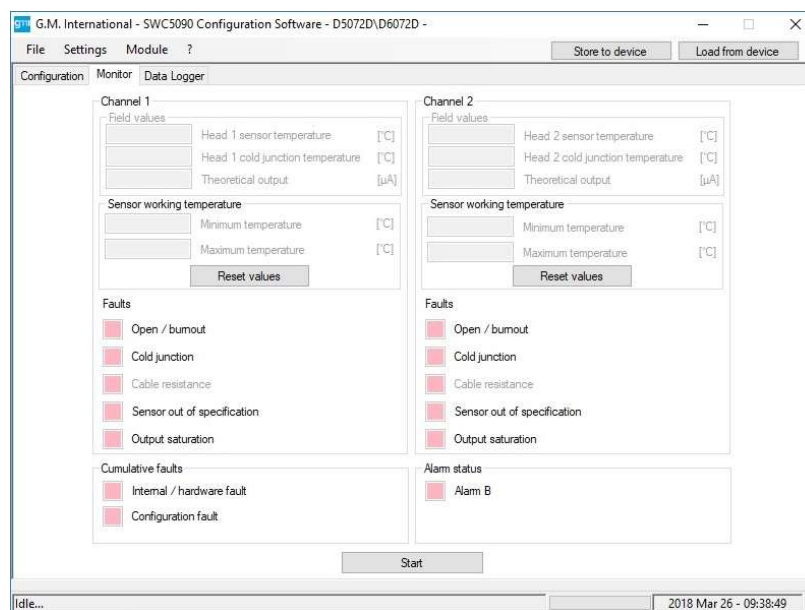 gmi G.M. International - SWC5090 Configuration Software - D5072D\D6072D -
File Settings Module ? Store to device Load from device
Configuration Monitor Data Logger
Channel 1
Field values
Head 1 sensor temperature [°C]
Head 1 cold junction temperature [°C]
Theoretical output [µA]
Sensor working temperature
Minimum temperature [°C]
Maximum temperature [°C]
Reset values
Faults
Open / burnout
Cold junction
Cable resistance
Sensor out of specification
Output saturation
Channel 2
Field values
Head 2 sensor temperature [°C]
Head 2 cold junction temperature [°C]
Theoretical output [µA]
Sensor working temperature
Minimum temperature [°C]
Maximum temperature [°C]
Reset values
Faults
Open / burnout
Cold junction
Cable resistance
Sensor out of specification
Output saturation
Cumulative faults
Internal / hardware fault
Configuration fault
Alarm status
Alarm B
Start
Idle... 2018 Mar 26 - 09:38:49